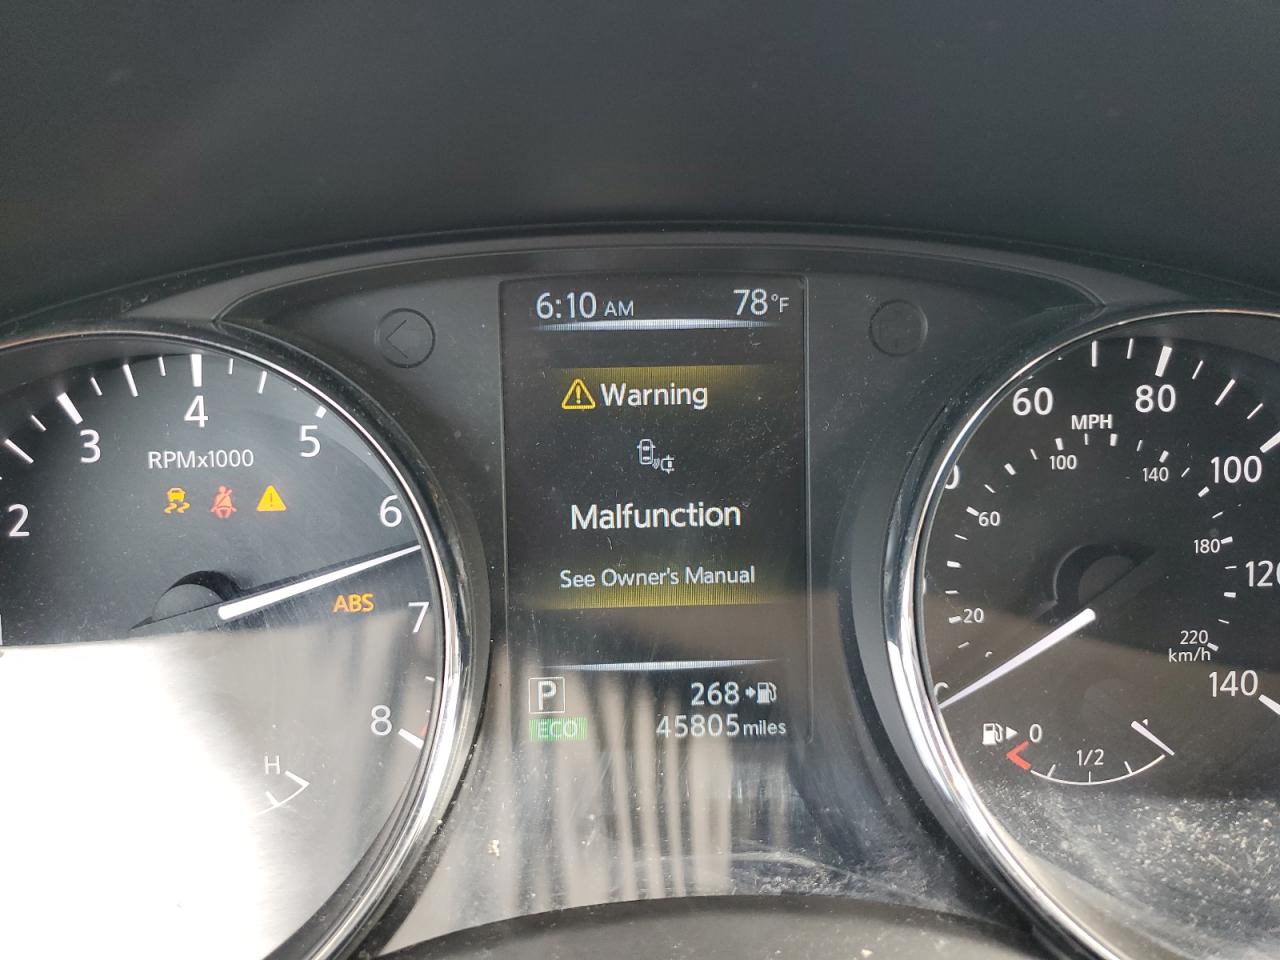 6:10 AM 78°F
Warning
Malfunction
See Owner's Manual
P 268
ECO 45805 miles
2 3 4 5 6 7 8
RPMx1000
ABS
H
60 80 100 120 140
MPH
20 60 100 140 180 220
km/h
0 1/2